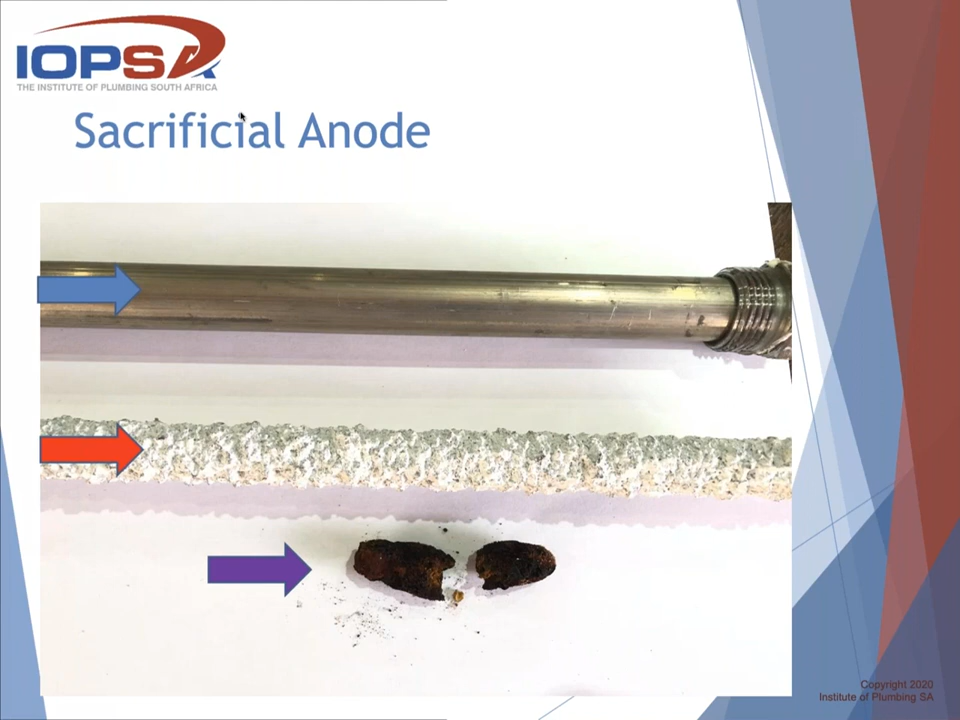 IOPSA
THE INSTITUTE OF PLUMBING SOUTH AFRICA
Sacrificial Anode
Copyright 2020
Institute of Plumbing SA